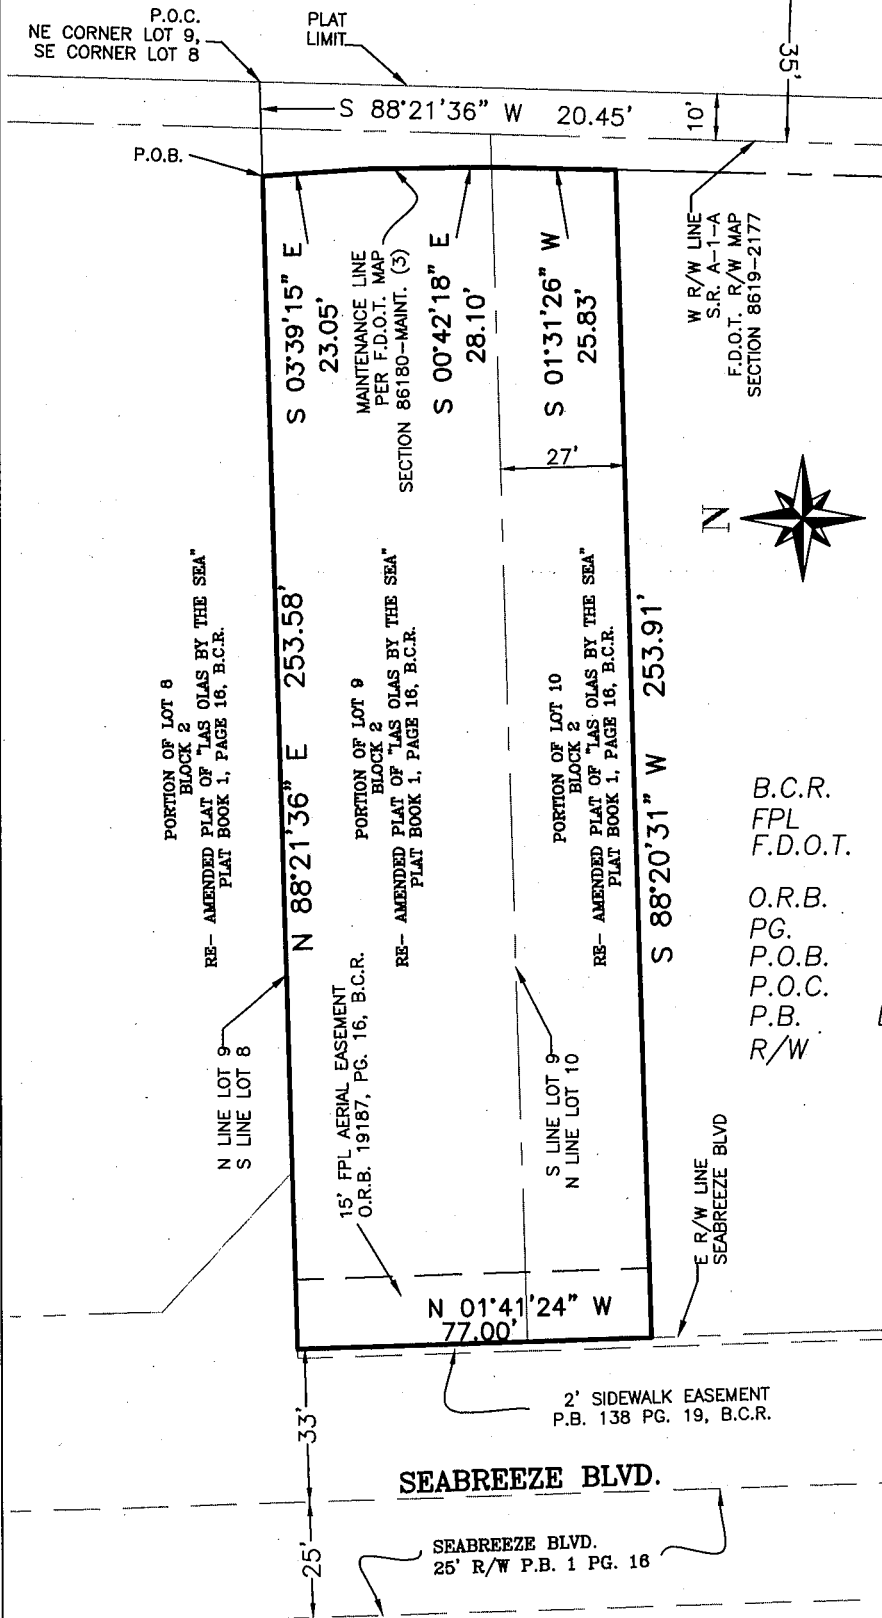 P.O.C.
NE CORNER LOT 9,
SE CORNER LOT 8
PLAT
LIMIT
35'
S 88°21'36" W 20.45'
10'
P.O.B.
S 03°39'15" E
23.05'
MAINTENANCE LINE
PER F.D.O.T. MAP
SECTION 86180-MAINT. (3)
S 00°42'18" E
28.10'
S 01°31'26" W
25.83'
W R/W LINE
S.R. A-1-A
F.D.O.T. R/W MAP
SECTION 8619-2177
27'
N
PORTION OF LOT 8
BLOCK 2
RE- AMENDED PLAT OF "LAS OLAS BY THE SEA"
PLAT BOOK 1, PAGE 16, B.C.R.
N 88°21'36" E 253.58'
PORTION OF LOT 9
BLOCK 2
RE- AMENDED PLAT OF "LAS OLAS BY THE SEA"
PLAT BOOK 1, PAGE 16, B.C.R.
PORTION OF LOT 10
BLOCK 2
RE- AMENDED PLAT OF "LAS OLAS BY THE SEA"
PLAT BOOK 1, PAGE 16, B.C.R.
S 88°20'31" W 253.91'
B.C.R.
FPL
F.D.O.T.
O.R.B.
PG.
P.O.B.
P.O.C.
P.B.
R/W
N LINE LOT 9
S LINE LOT 8
15' FPL AERIAL EASEMENT
O.R.B. 19187, PG. 16, B.C.R.
S LINE LOT 9
N LINE LOT 10
E R/W LINE
SEABREEZE BLVD
N 01°41'24" W
77.00'
2' SIDEWALK EASEMENT
P.B. 138 PG. 19, B.C.R.
33'
SEABREEZE BLVD.
25'
SEABREEZE BLVD.
25' R/W P.B. 1 PG. 16